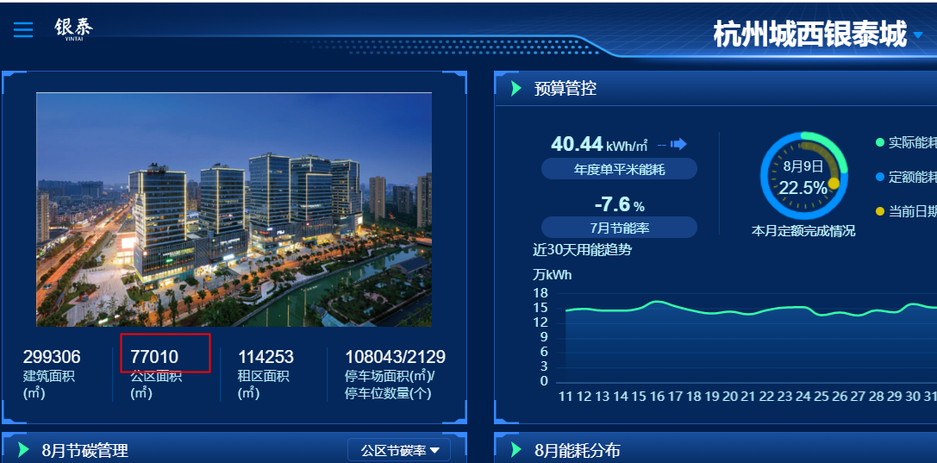 银泰
YINTAI
杭州城西银泰城
预算管控
40.44 kWh/㎡
年度单平米能耗
-7.6 %
7月节能率
8月9日
22.5%
本月定额完成情况
实际能耗
定额能耗
当前日期
近30天用能趋势
万kWh
18
15
12
9
6
3
0
11 12 13 14 15 16 17 18 19 20 21 22 23 24 25 26 27 28 29 30 31
299306
建筑面积
(㎡)
77010
公区面积
(㎡)
114253
租区面积
(㎡)
108043/2129
停车场面积(㎡)/
停车位数量(个)
8月节碳管理
公区节碳率
8月能耗分布